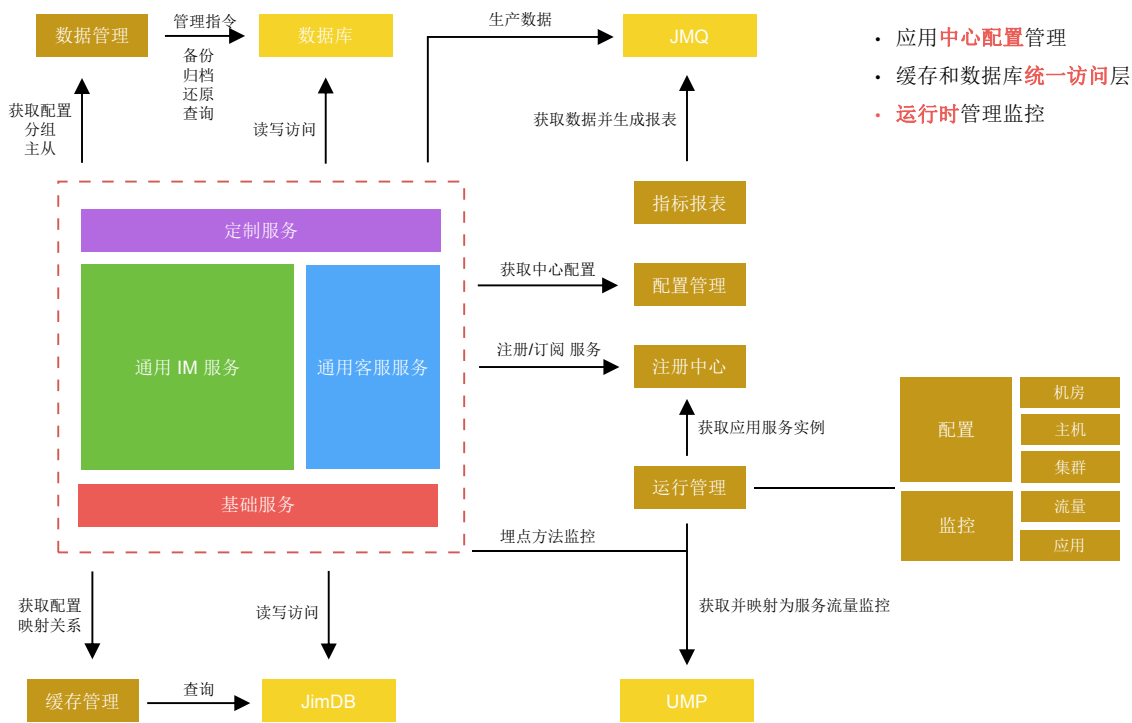 数据管理
管理指令
备份
归档
还原
查询
数据库
生产数据
JMQ
• 应用中心配置管理
• 缓存和数据库统一访问层
• 运行时管理监控
获取配置
分组
主从
读写访问
获取数据并生成报表
指标报表
定制服务
通用 IM 服务
通用客服服务
基础服务
获取中心配置
配置管理
注册/订阅 服务
注册中心
获取应用服务实例
运行管理
配置
机房
主机
集群
监控
流量
应用
埋点方法监控
获取并映射为服务流量监控
获取配置
映射关系
读写访问
缓存管理
查询
JimDB
UMP